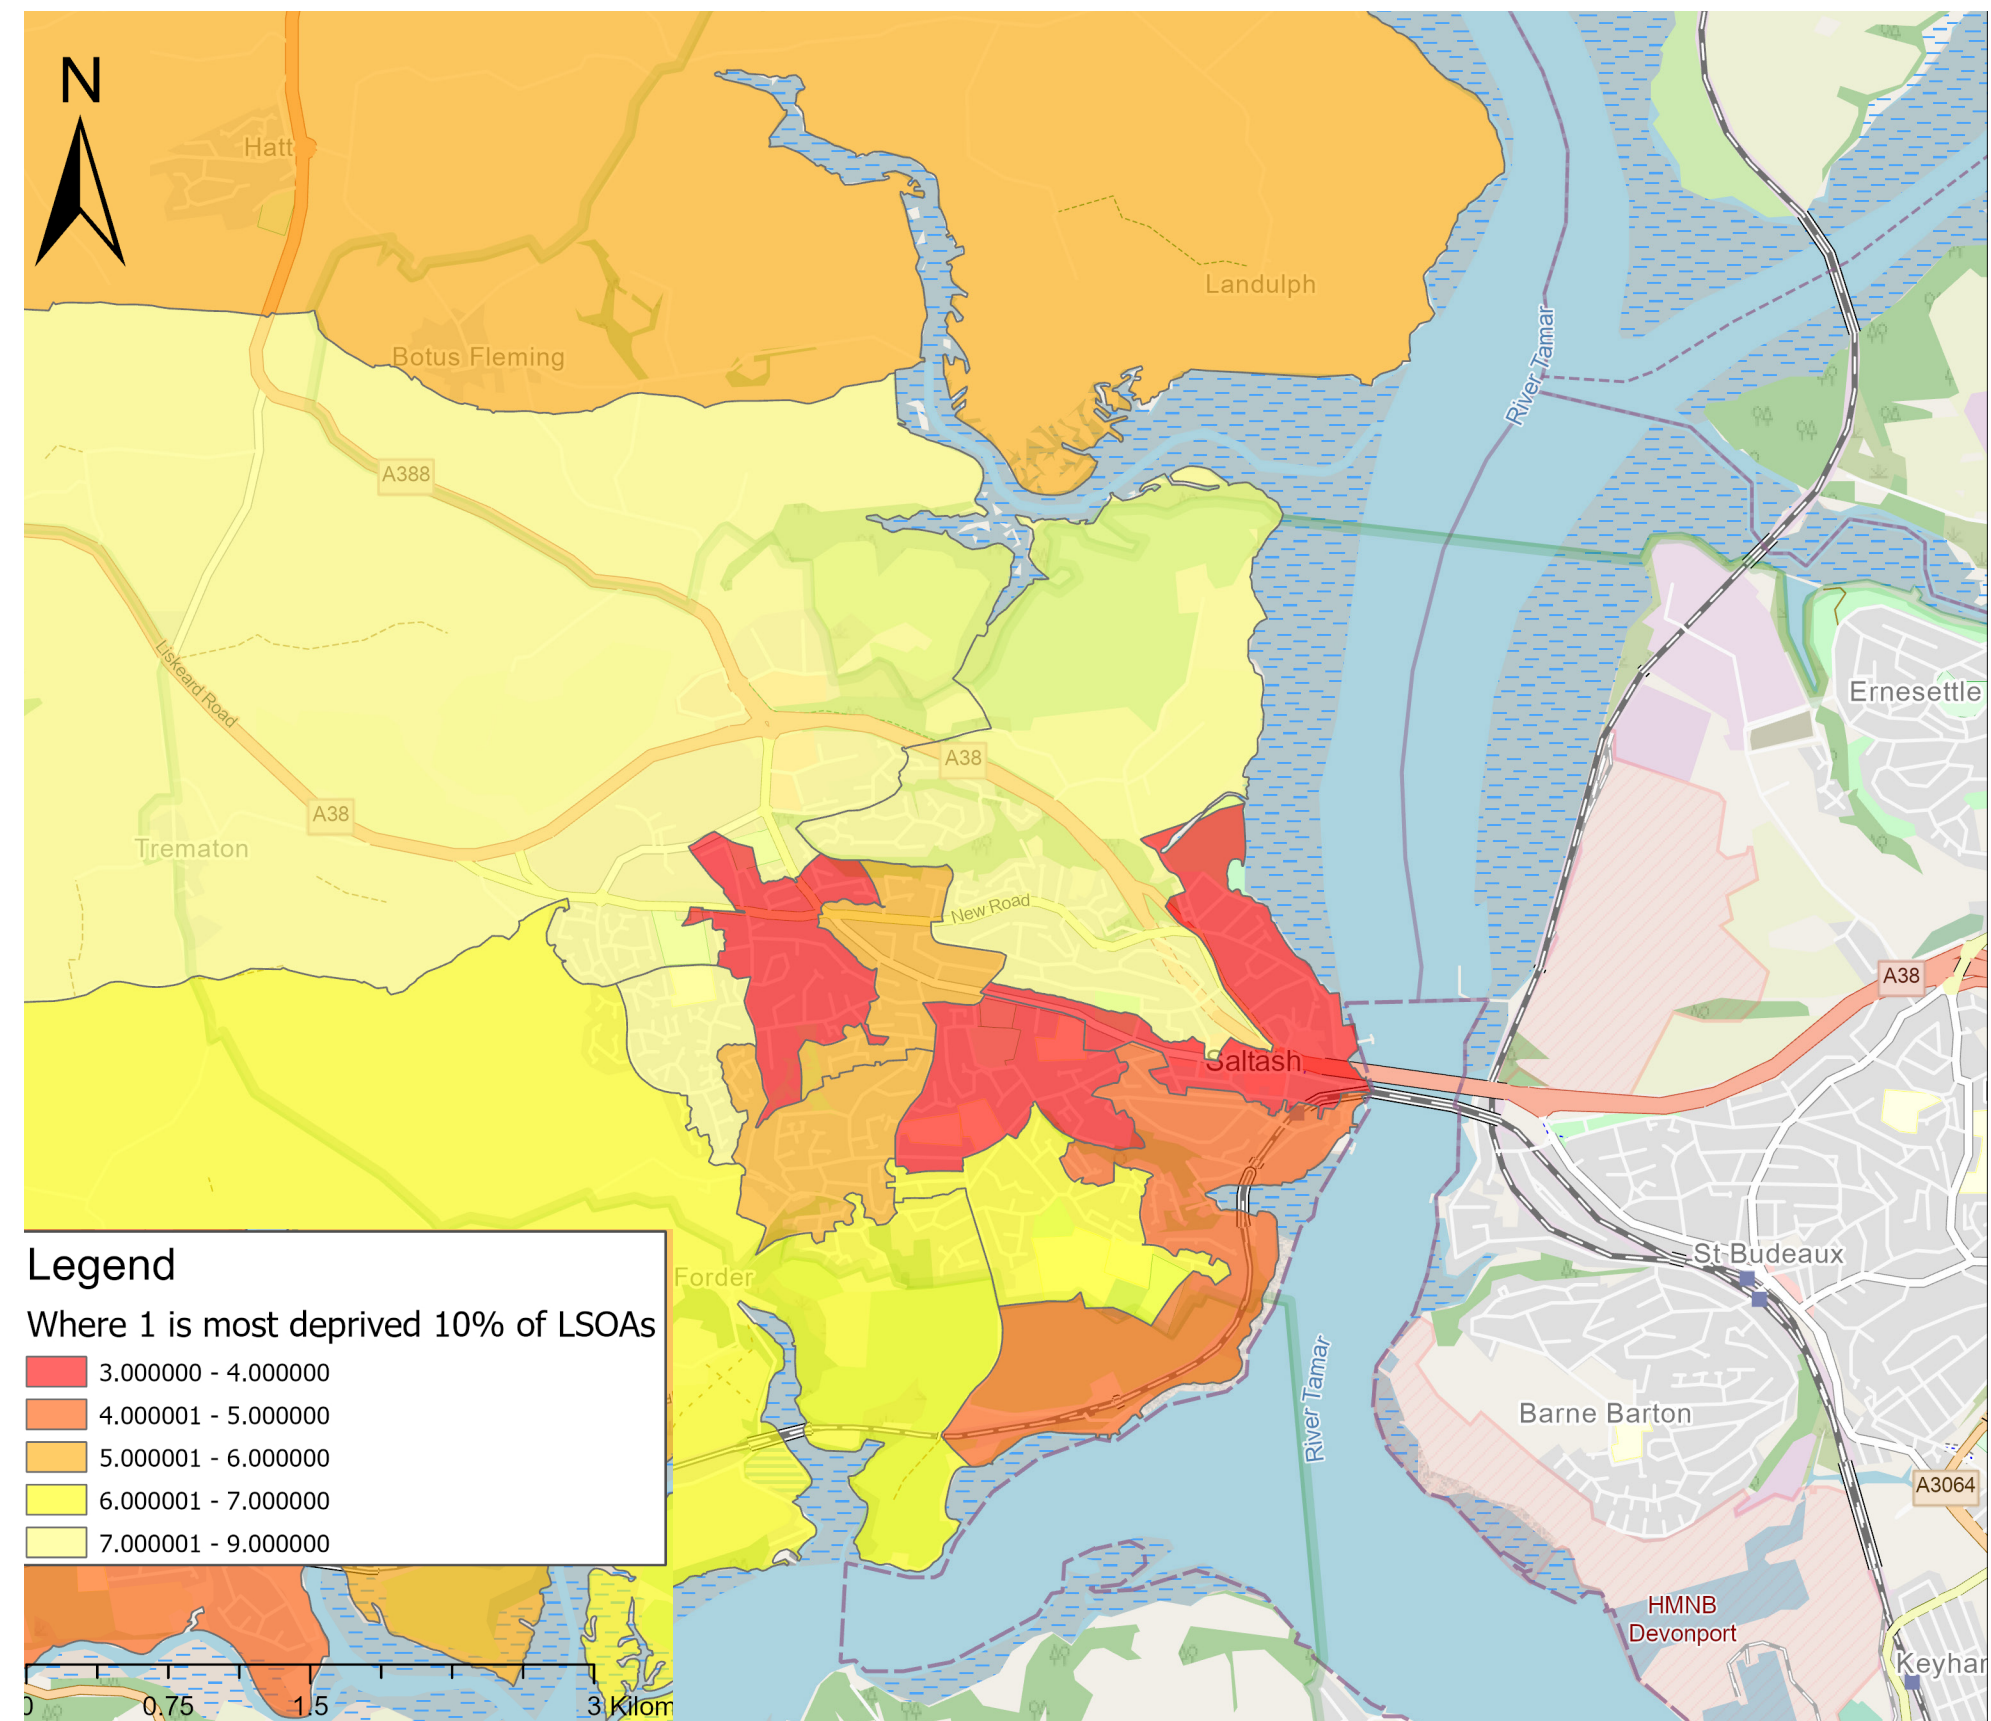 N
Hatt
Landulph
Botus Fleming
River Tamar
A388
Liskeard Road
Ernesettle
A38
A38
Trematon
New Road
A38
Saltash
St Budeaux
Forder
Legend
Where 1 is most deprived 10% of LSOAs
3.000000 - 4.000000
4.000001 - 5.000000
5.000001 - 6.000000
6.000001 - 7.000000
7.000001 - 9.000000
River Tamar
Barne Barton
A3064
HMNB
Devonport
Keyhar
0 0.75 1.5 3 Kilom